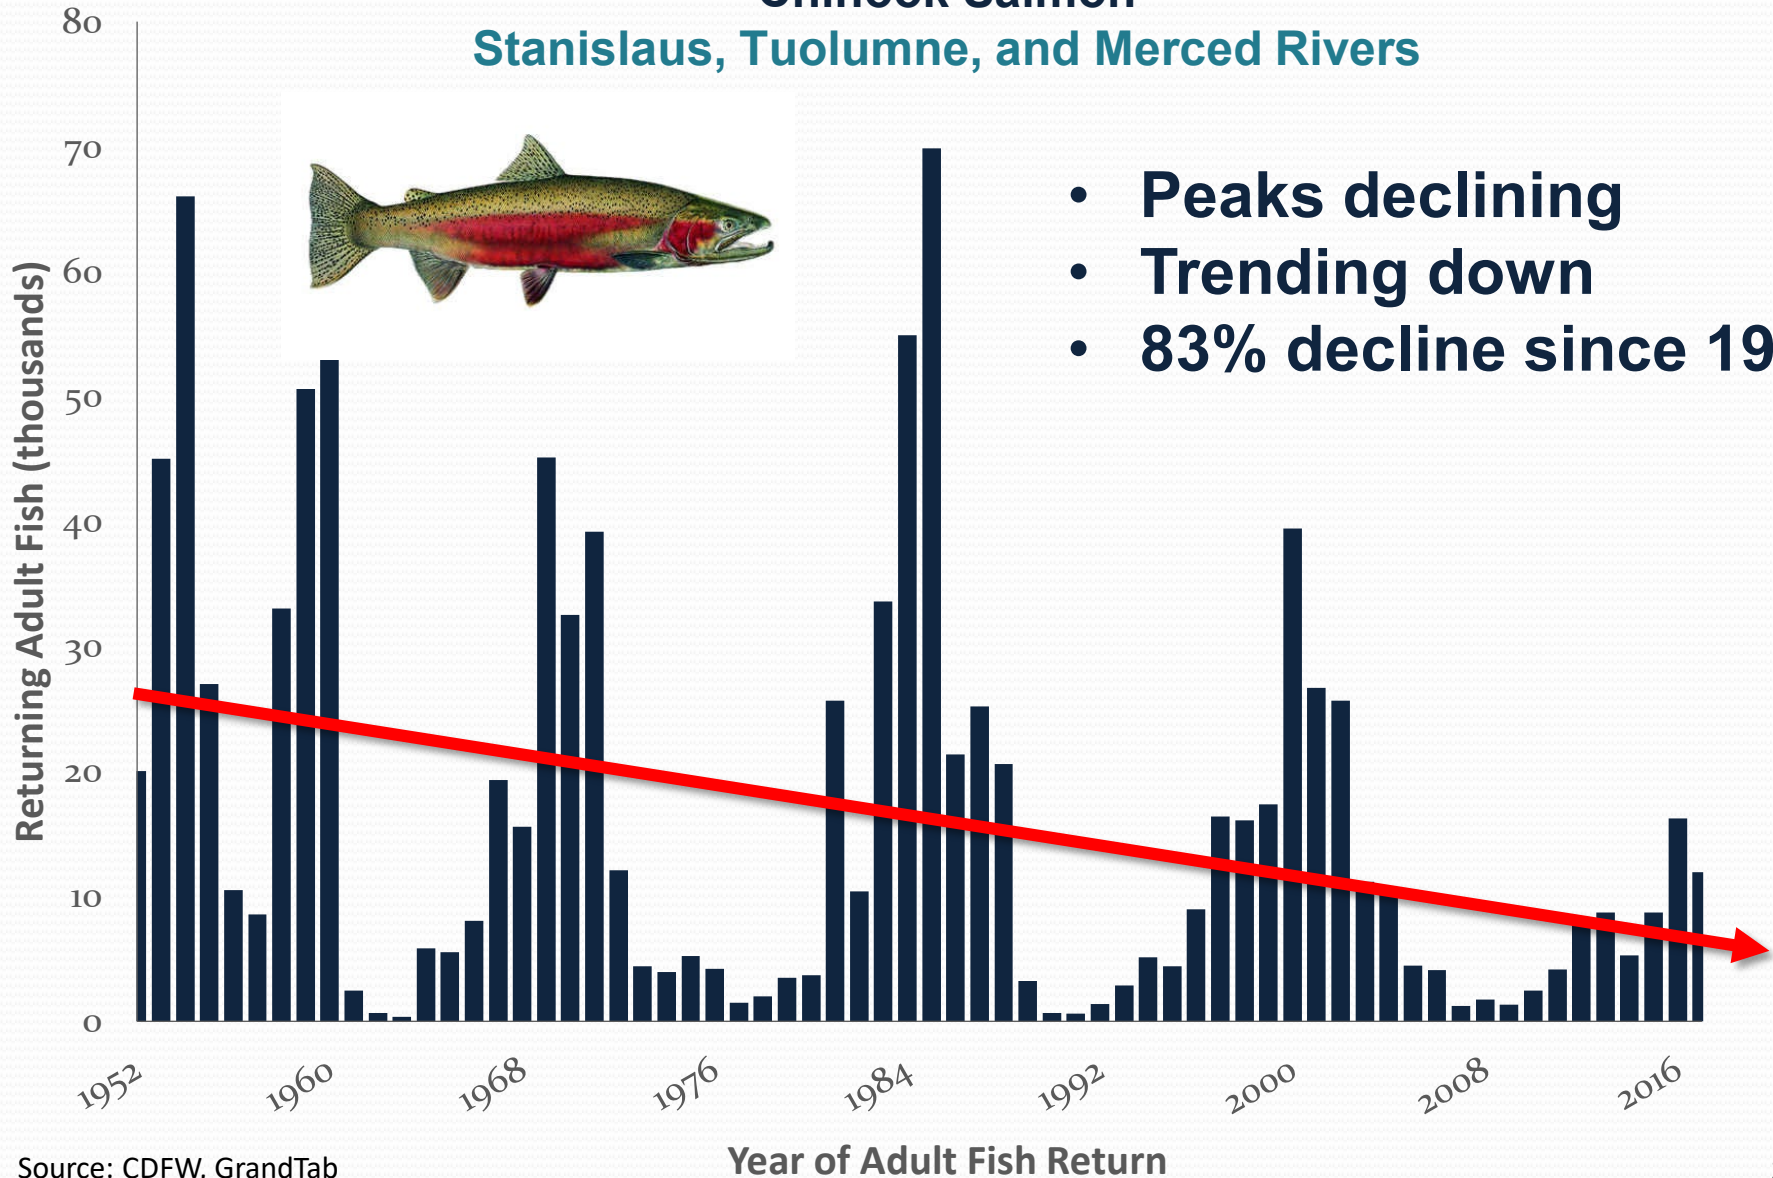 Chinook Salmon
Stanislaus, Tuolumne, and Merced Rivers
• Peaks declining
• Trending down
• 83% decline since 19
Returning Adult Fish (thousands)
80
70
60
50
40
30
20
10
0
1952
1960
1968
1976
1984
1992
2000
2008
2016
Year of Adult Fish Return
Source: CDFW, GrandTab